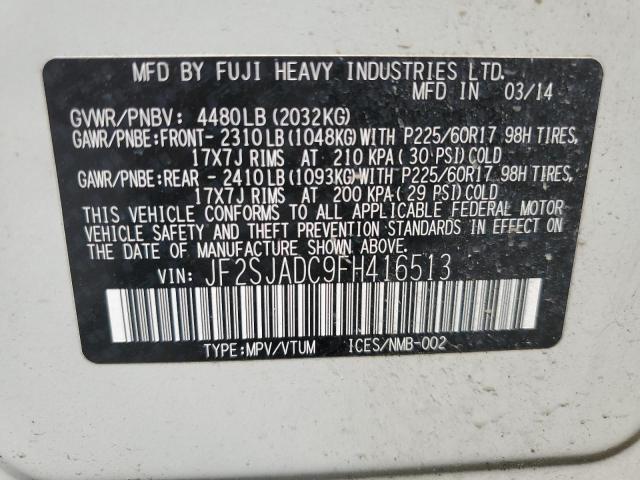 MFD BY FUJI HEAVY INDUSTRIES LTD.
MFD IN 03/14
GVWR/PNBV: 4480LB (2032KG)
GAWR/PNBE:FRONT- 2310LB (1048KG) WITH P225/60R17 98H TIRES,
17X7J RIMS AT 210 KPA( 30 PSI) COLD
GAWR/PNBE:REAR - 2410LB (1093KG) WITH P225/60R17 98H TIRES,
17X7J RIMS AT 200 KPA( 29 PSI) COLD
THIS VEHICLE CONFORMS TO ALL APPLICABLE FEDERAL MOTOR
VEHICLE SAFETY AND THEFT PREVENTION STANDARDS IN EFFECT ON
THE DATE OF MANUFACTURE SHOWN ABOVE.
VIN: JF2SJADC9FH416513
TYPE:MPV/VTUM ICES/NMB-002